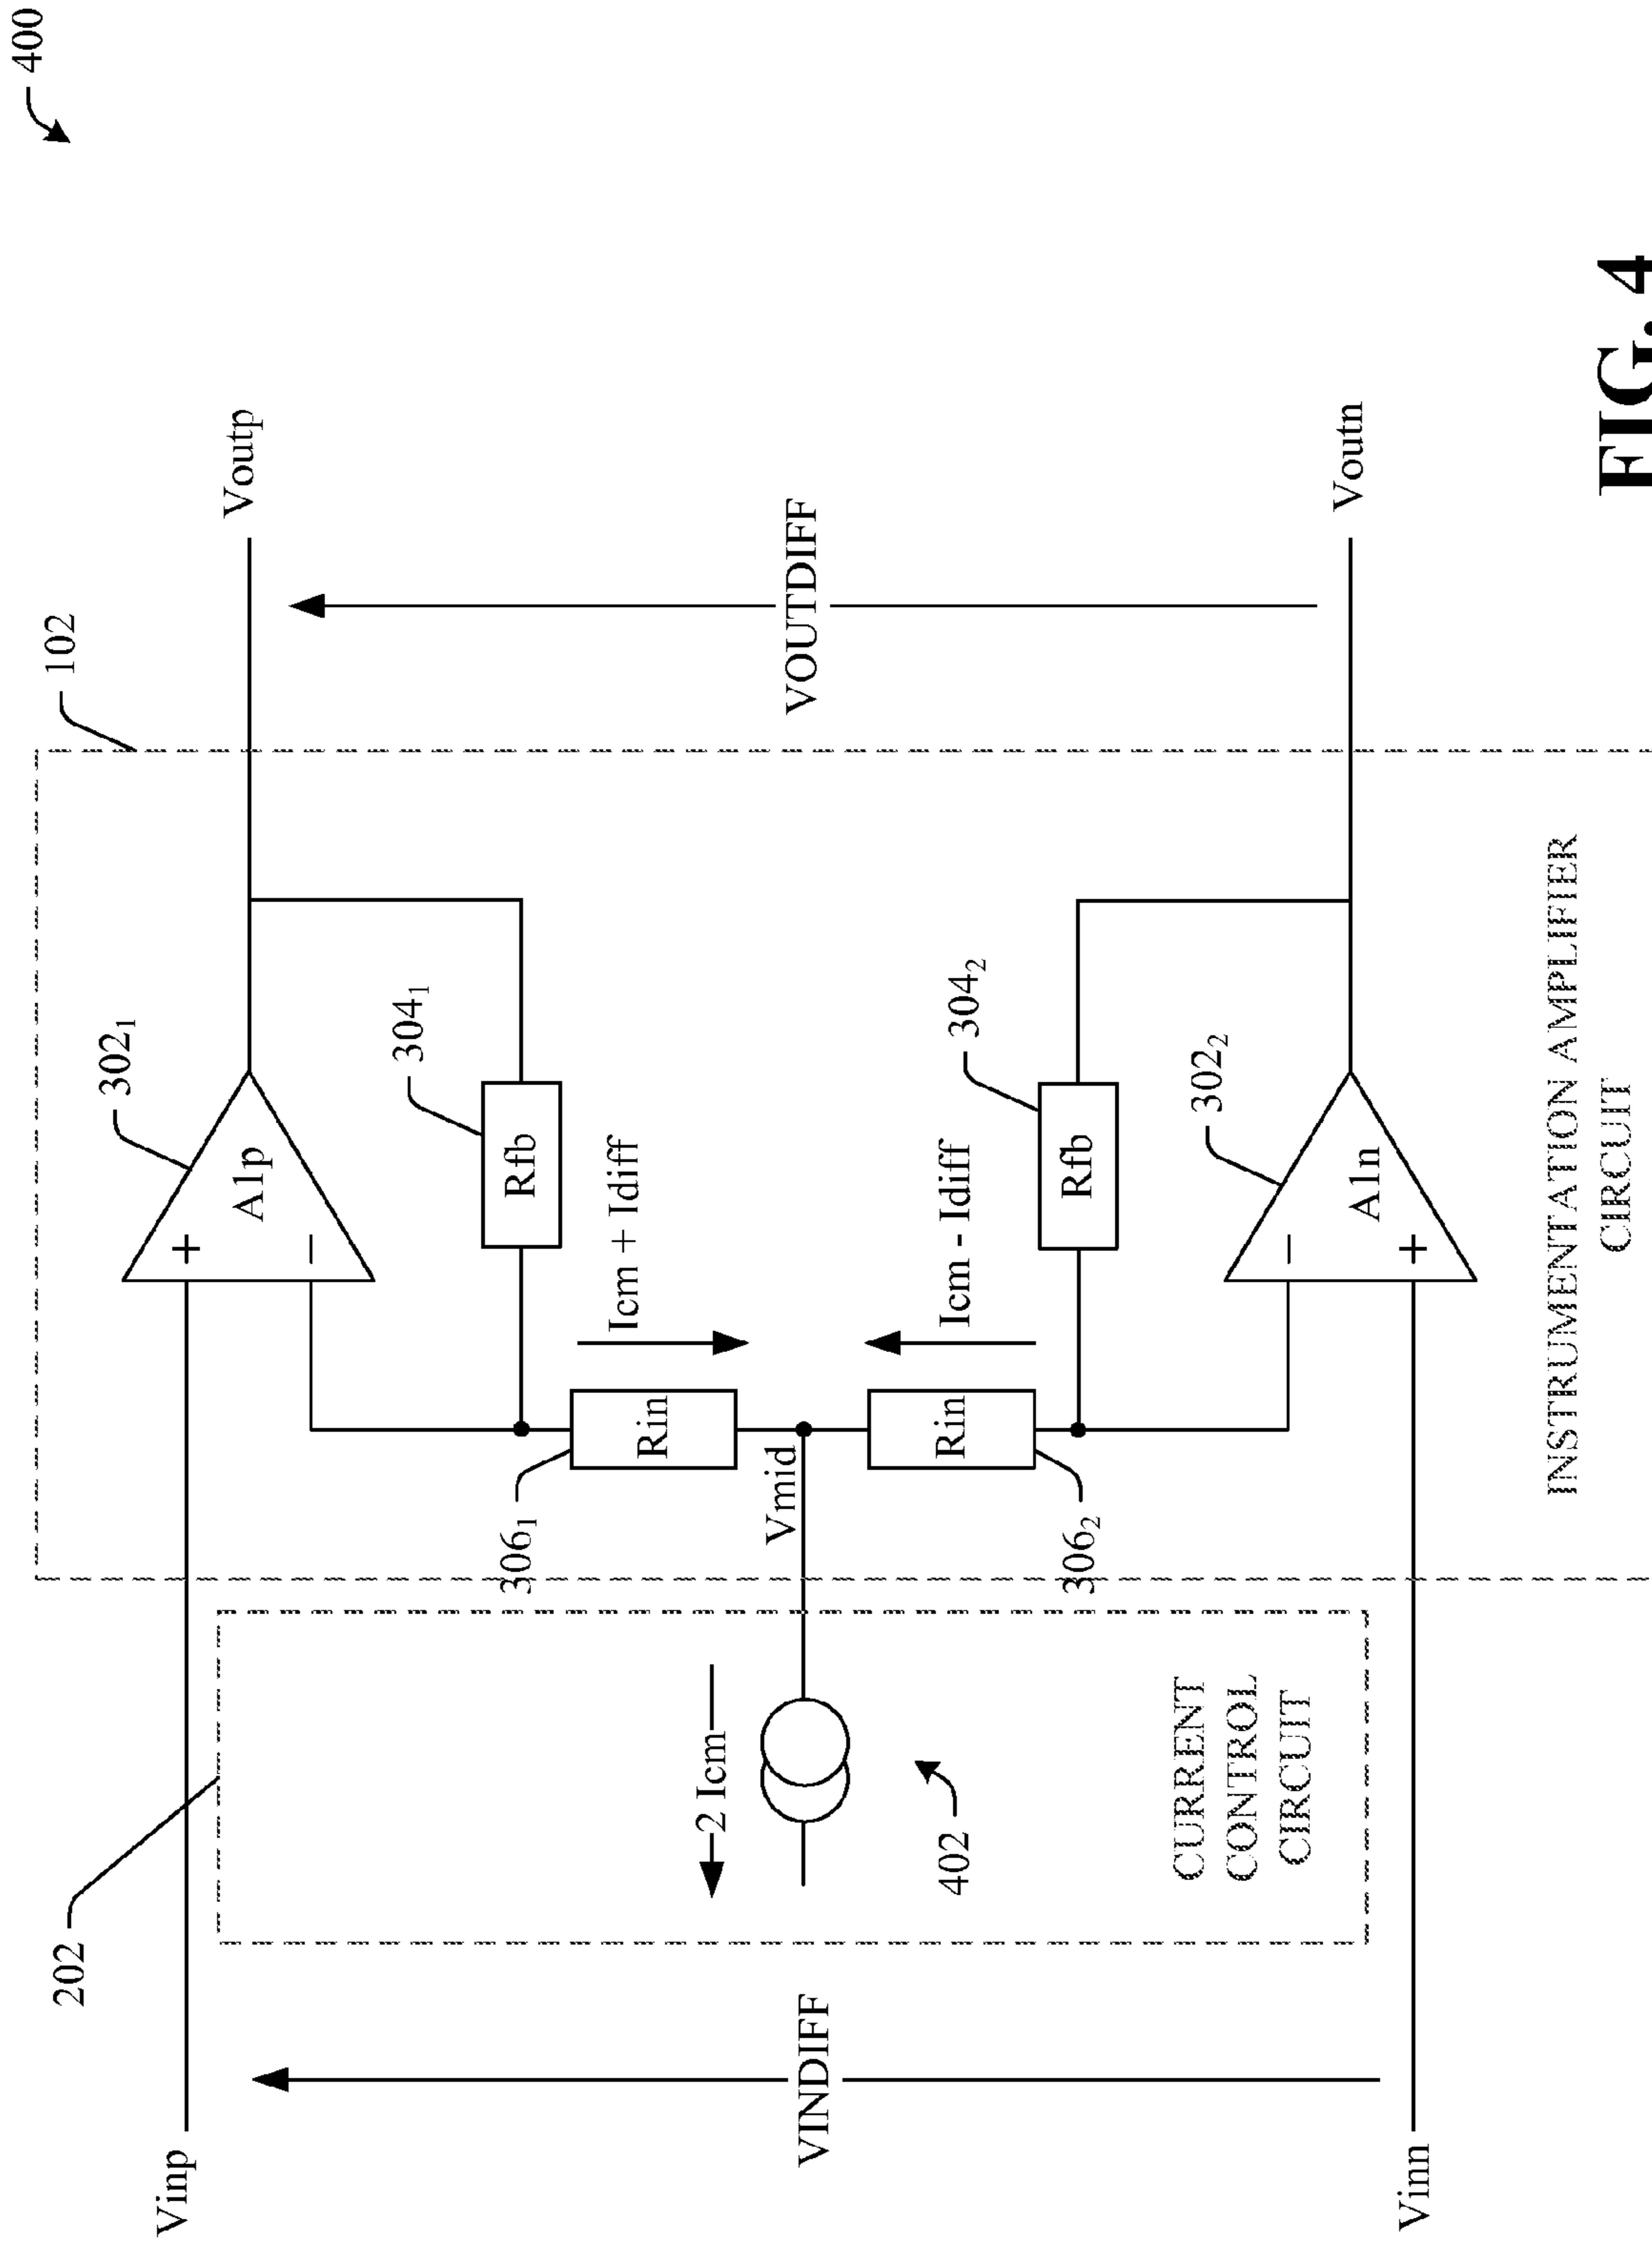 400
102
202
302₁
A1p
+
−
304₁
Rfb
Icm + Idiff
306₁
Rin
Vmid
2 Icm
402
CURRENT
CONTROL
CIRCUIT
Rin
306₂
Icm - Idiff
304₂
Rfb
302₂
A1n
−
+
Vinp
VINDIFF
Vinn
Voutp
VOUTDIFF
Voutn
INSTRUMENTATION AMPLIFIER
CIRCUIT
FIG. 4